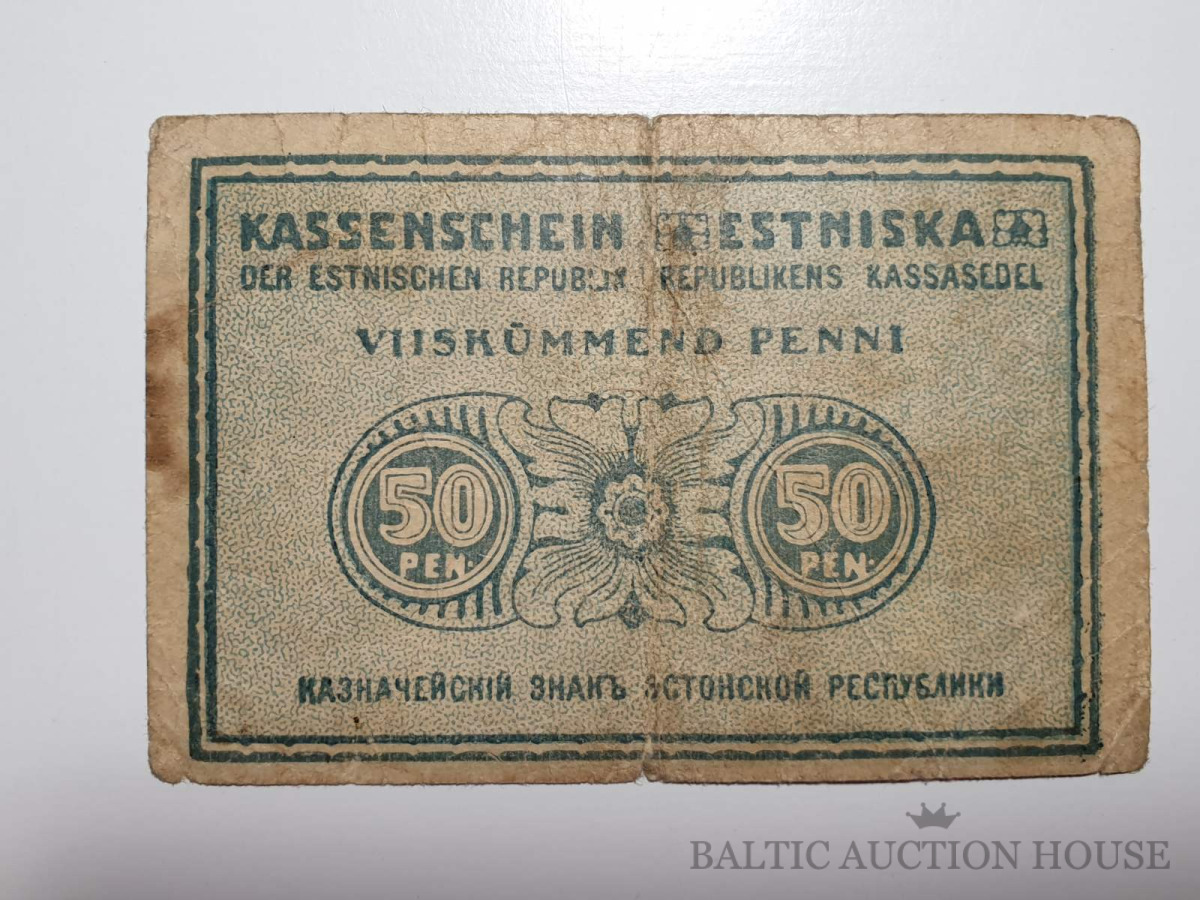 KASSENSCHEIN ESTNISKA
DER ESTNISCHEN REPUBLIK REPUBLIKENS KASSASEDEL
VIISKÜMMEND PENNI
50 PEN. 50 PEN.
КАЗНАЧЕЙСКІЙ ЗНАКЪ ЭСТОНСКОЙ РЕСПУБЛИКИ
BALTIC AUCTION HOUSE